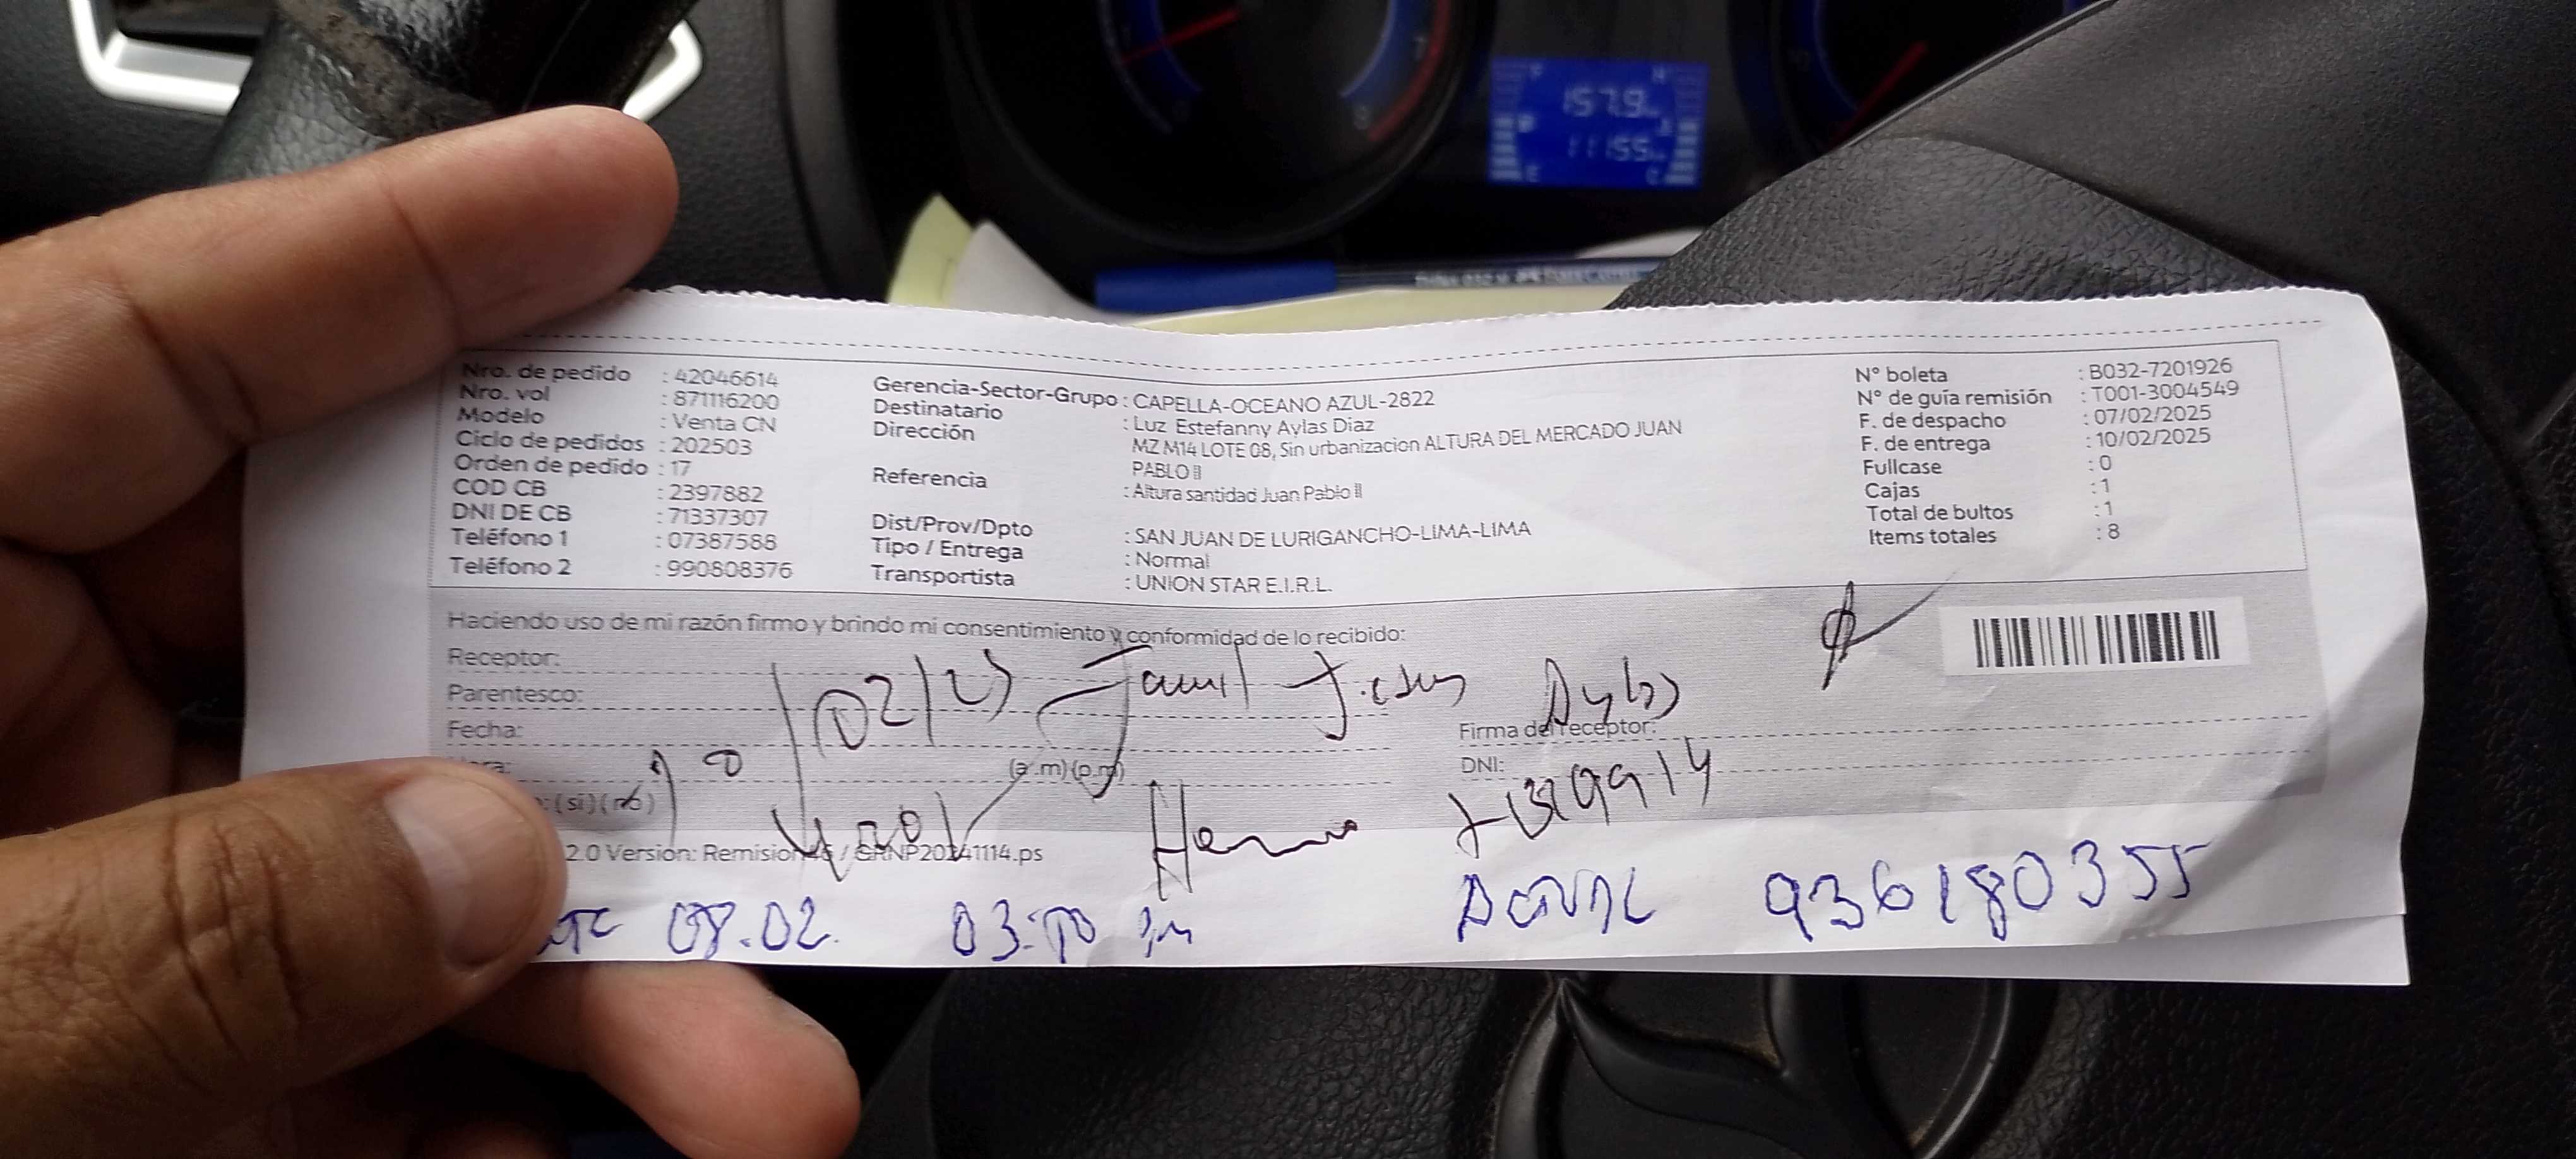 157.9
11155
Nro. de pedido : 42046614
Nro. vol : 871116200
Modelo : Venta CN
Ciclo de pedidos : 202503
Orden de pedido : 17
COD CB : 2397882
DNI DE CB : 71337307
Teléfono 1 : 07387588
Teléfono 2 : 990808376
Gerencia-Sector-Grupo : CAPELLA-OCEANO AZUL-2822
Destinatario : Luz Estefanny Aylas Diaz
Dirección MZ M14 LOTE 08, Sin urbanizacion ALTURA DEL MERCADO JUAN
PABLO II
Referencia : Altura santidad Juan Pablo II
Dist/Prov/Dpto : SAN JUAN DE LURIGANCHO-LIMA-LIMA
Tipo / Entrega : Normal
Transportista : UNION STAR E.I.R.L.
N° boleta : B032-7201926
N° de guía remisión : T001-3004549
F. de despacho : 07/02/2025
F. de entrega : 10/02/2025
Fullcase : 0
Cajas : 1
Total de bultos : 1
Items totales : 8
Haciendo uso de mi razón firmo y brindo mi consentimiento y conformidad de lo recibido:
Receptor:
Parentesco:
Fecha:
Jesus
Firma del receptor:
(a.m)(p.m)
DNI:
(si)(no)
2.0 Version: Remision / GRNP20241114.ps
08.02.
936180355